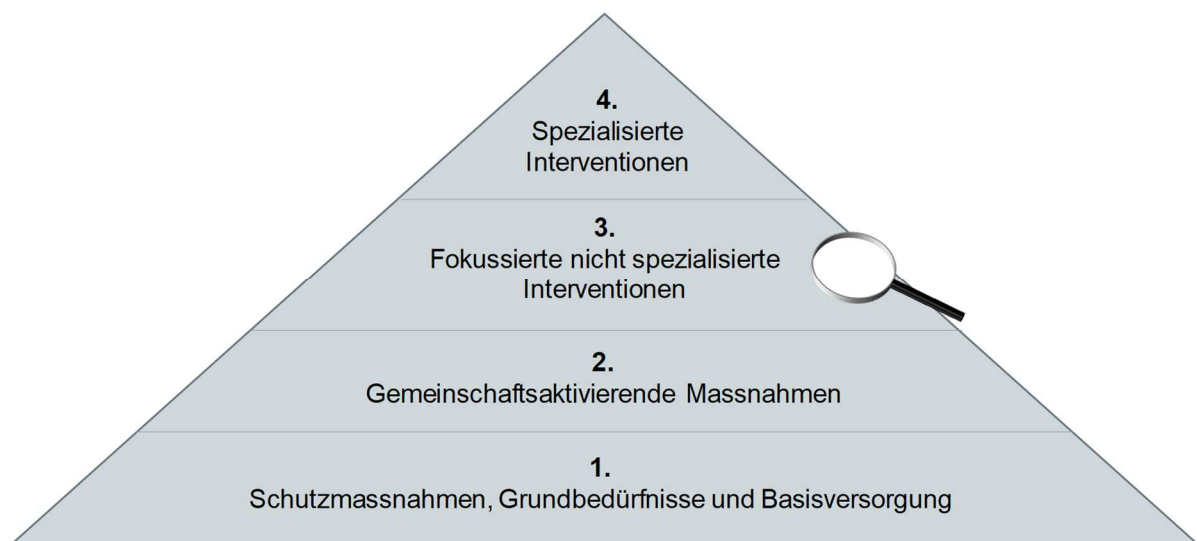 4.
Spezialisierte
Interventionen
3.
Fokussierte nicht spezialisierte
Interventionen
2.
Gemeinschaftsaktivierende Massnahmen
1.
Schutzmassnahmen, Grundbedürfnisse und Basisversorgung